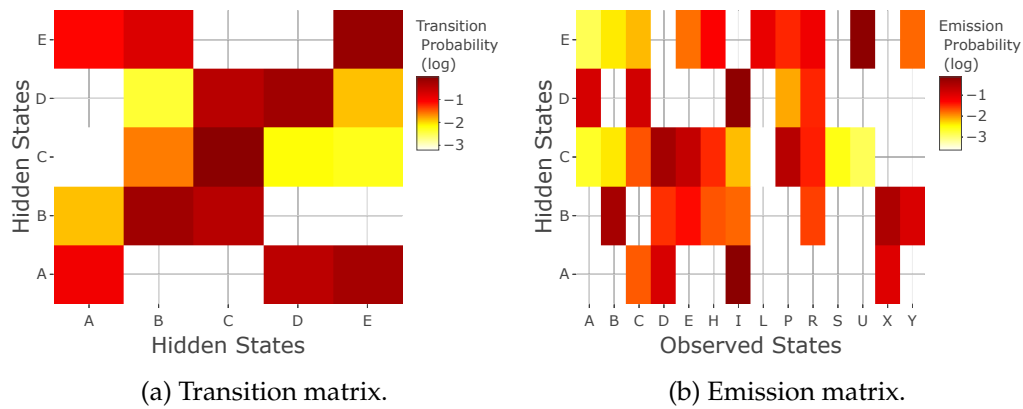 Transition
Probability
(log)
−1
−2
−3
E
D
C
B
A
Hidden States
A B C D E
Hidden States
(a) Transition matrix.
Emission
Probability
(log)
−1
−2
−3
E
D
C
B
A
Hidden States
A B C D E H I L P R S U X Y
Observed States
(b) Emission matrix.